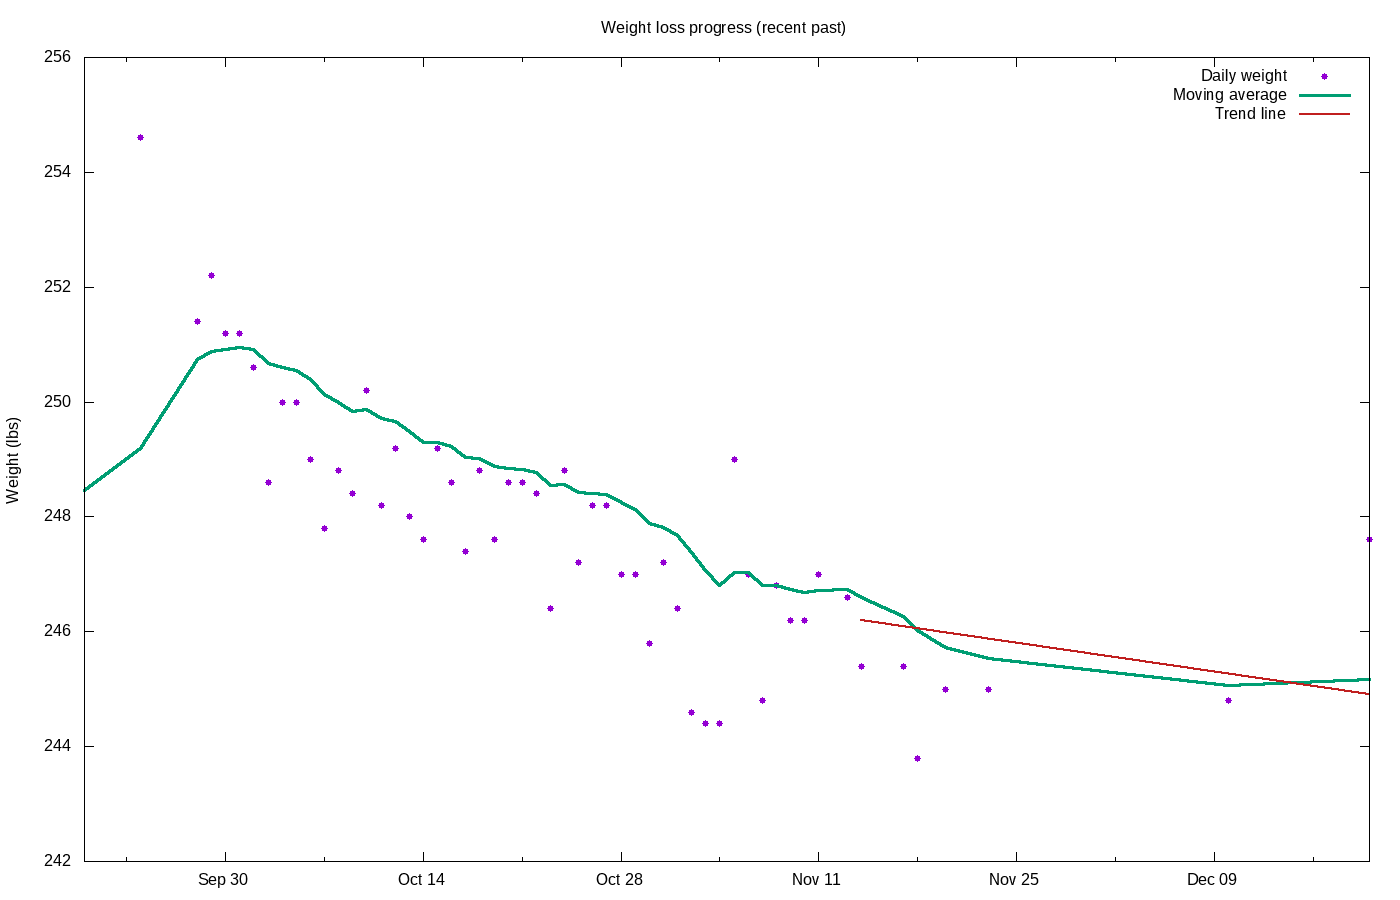 Weight loss progress (recent past)
256
254
252
250
248
246
244
242
Weight (lbs)
Daily weight
Moving average
Trend line
Sep 30
Oct 14
Oct 28
Nov 11
Nov 25
Dec 09